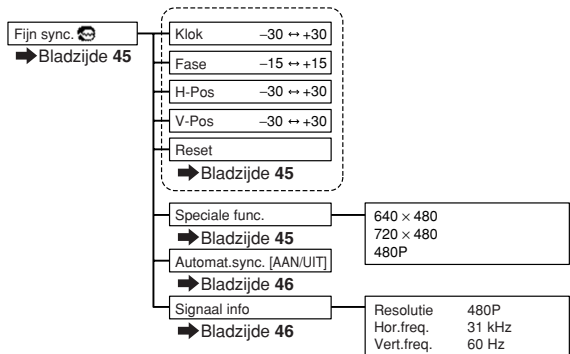 Fijn sync.
➡Bladzijde 45
Klok −30 ↔ +30
Fase −15 ↔ +15
H-Pos −30 ↔ +30
V-Pos −30 ↔ +30
Reset
➡Bladzijde 45
Speciale func.
➡Bladzijde 45
640 × 480
720 × 480
480P
Automat.sync. [AAN/UIT]
➡Bladzijde 46
Signaal info
➡Bladzijde 46
Resolutie 480P
Hor.freq. 31 kHz
Vert.freq. 60 Hz